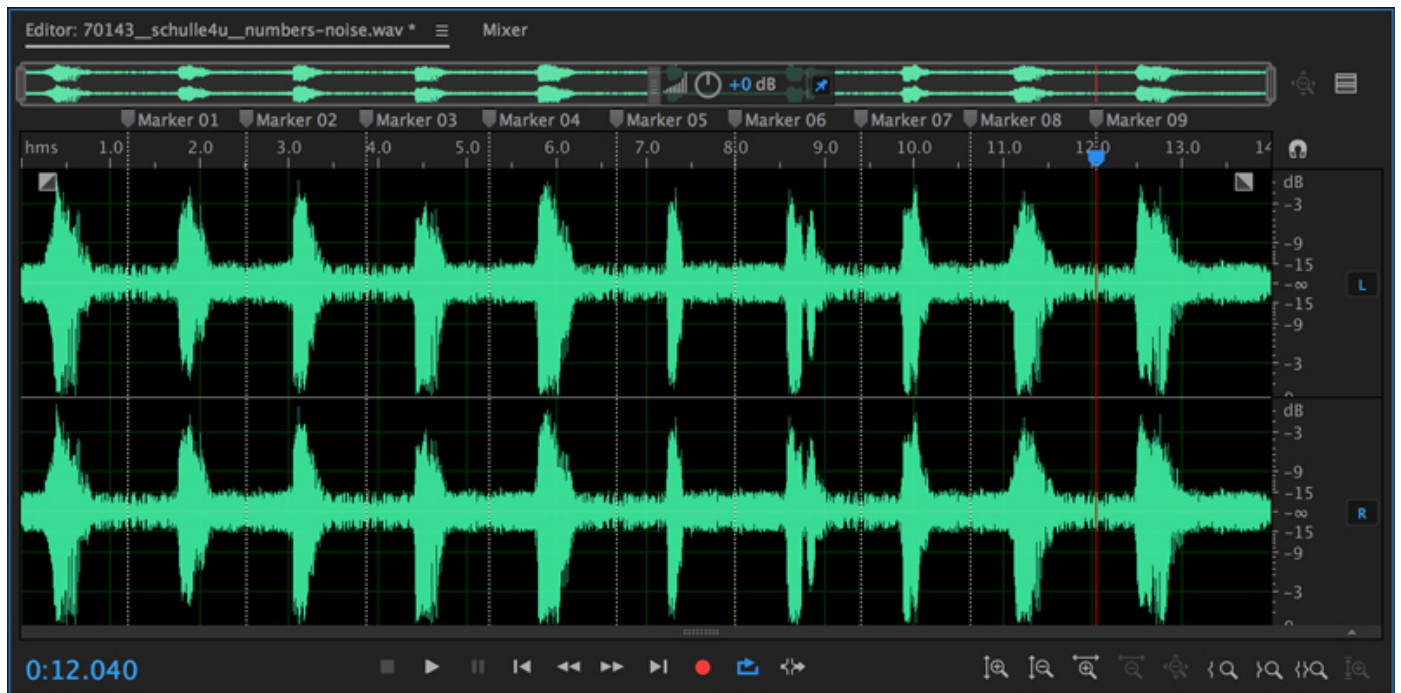 Editor: 70143__schulle4u__numbers-noise.wav * Mixer
+0 dB
Marker 01 Marker 02 Marker 03 Marker 04 Marker 05 Marker 06 Marker 07 Marker 08 Marker 09
hms 1.0 2.0 3.0 4.0 5.0 6.0 7.0 8.0 9.0 10.0 11.0 12.0 13.0 14
dB
-3
-9
-15
-∞
-15
-9
-3
L
dB
-3
-9
-15
-∞
-15
-9
-3
R
0:12.040